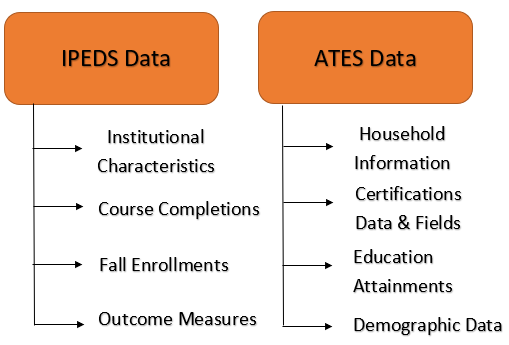 IPEDS Data
Institutional
Characteristics
Course Completions
Fall Enrollments
Outcome Measures
ATES Data
Household
Information
Certifications
Data & Fields
Education
Attainments
Demographic Data